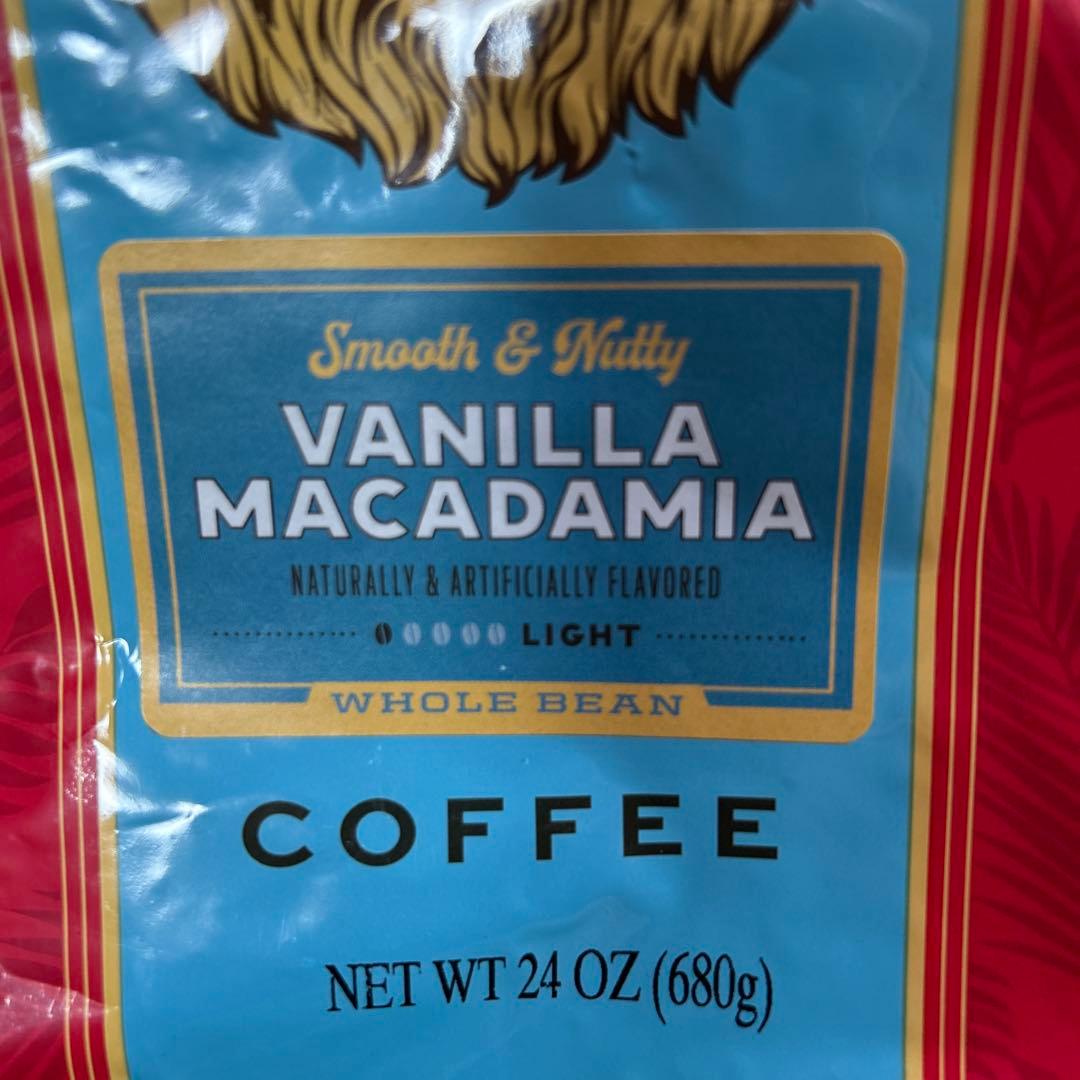 Smooth & Nutty
VANILLA
MACADAMIA
NATURALLY & ARTIFICIALLY FLAVORED
LIGHT
WHOLE BEAN
COFFEE
NET WT 24 OZ (680g)